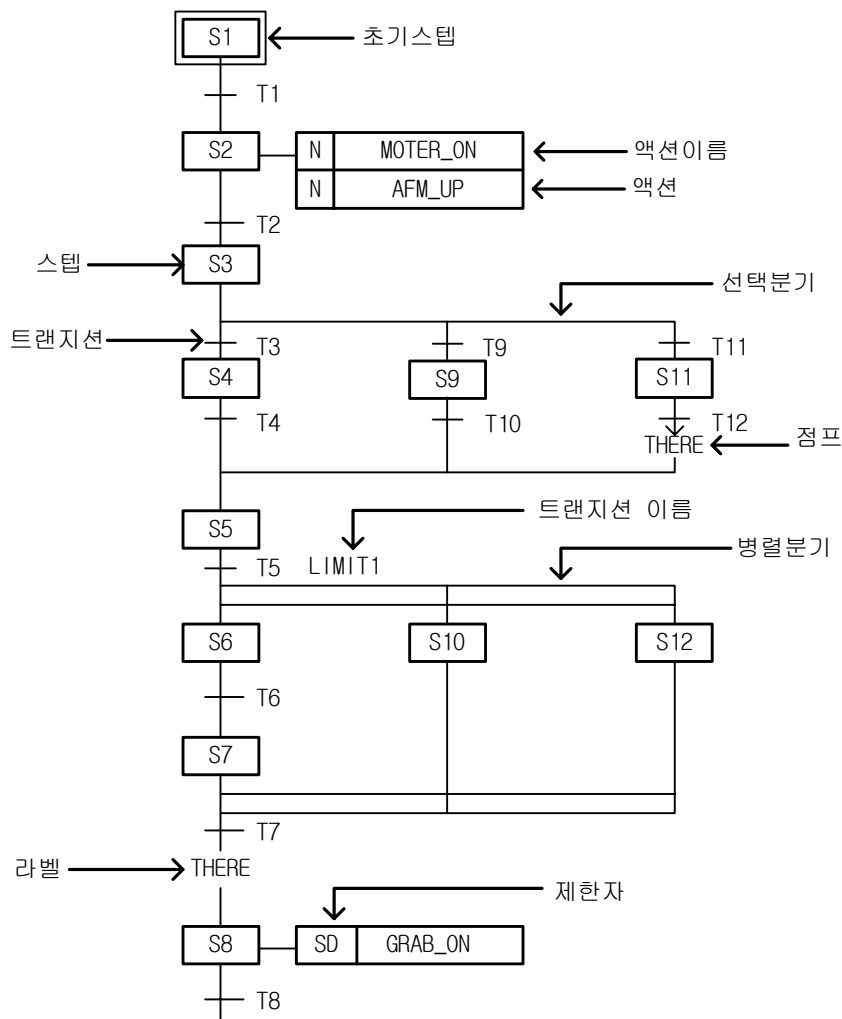 S1 초기스텝
T1
S2 N MOTER_ON 액션이름
N AFM_UP 액션
T2
스텝 S3
선택분기
트랜지션 T3 T9 T11
S4 S9 S11
T4 T10 T12
THERE 점프
S5 트랜지션 이름
T5 LIMIT1 병렬분기
S6 S10 S12
T6
S7
T7
라벨 THERE
제한자
S8 SD GRAB_ON
T8